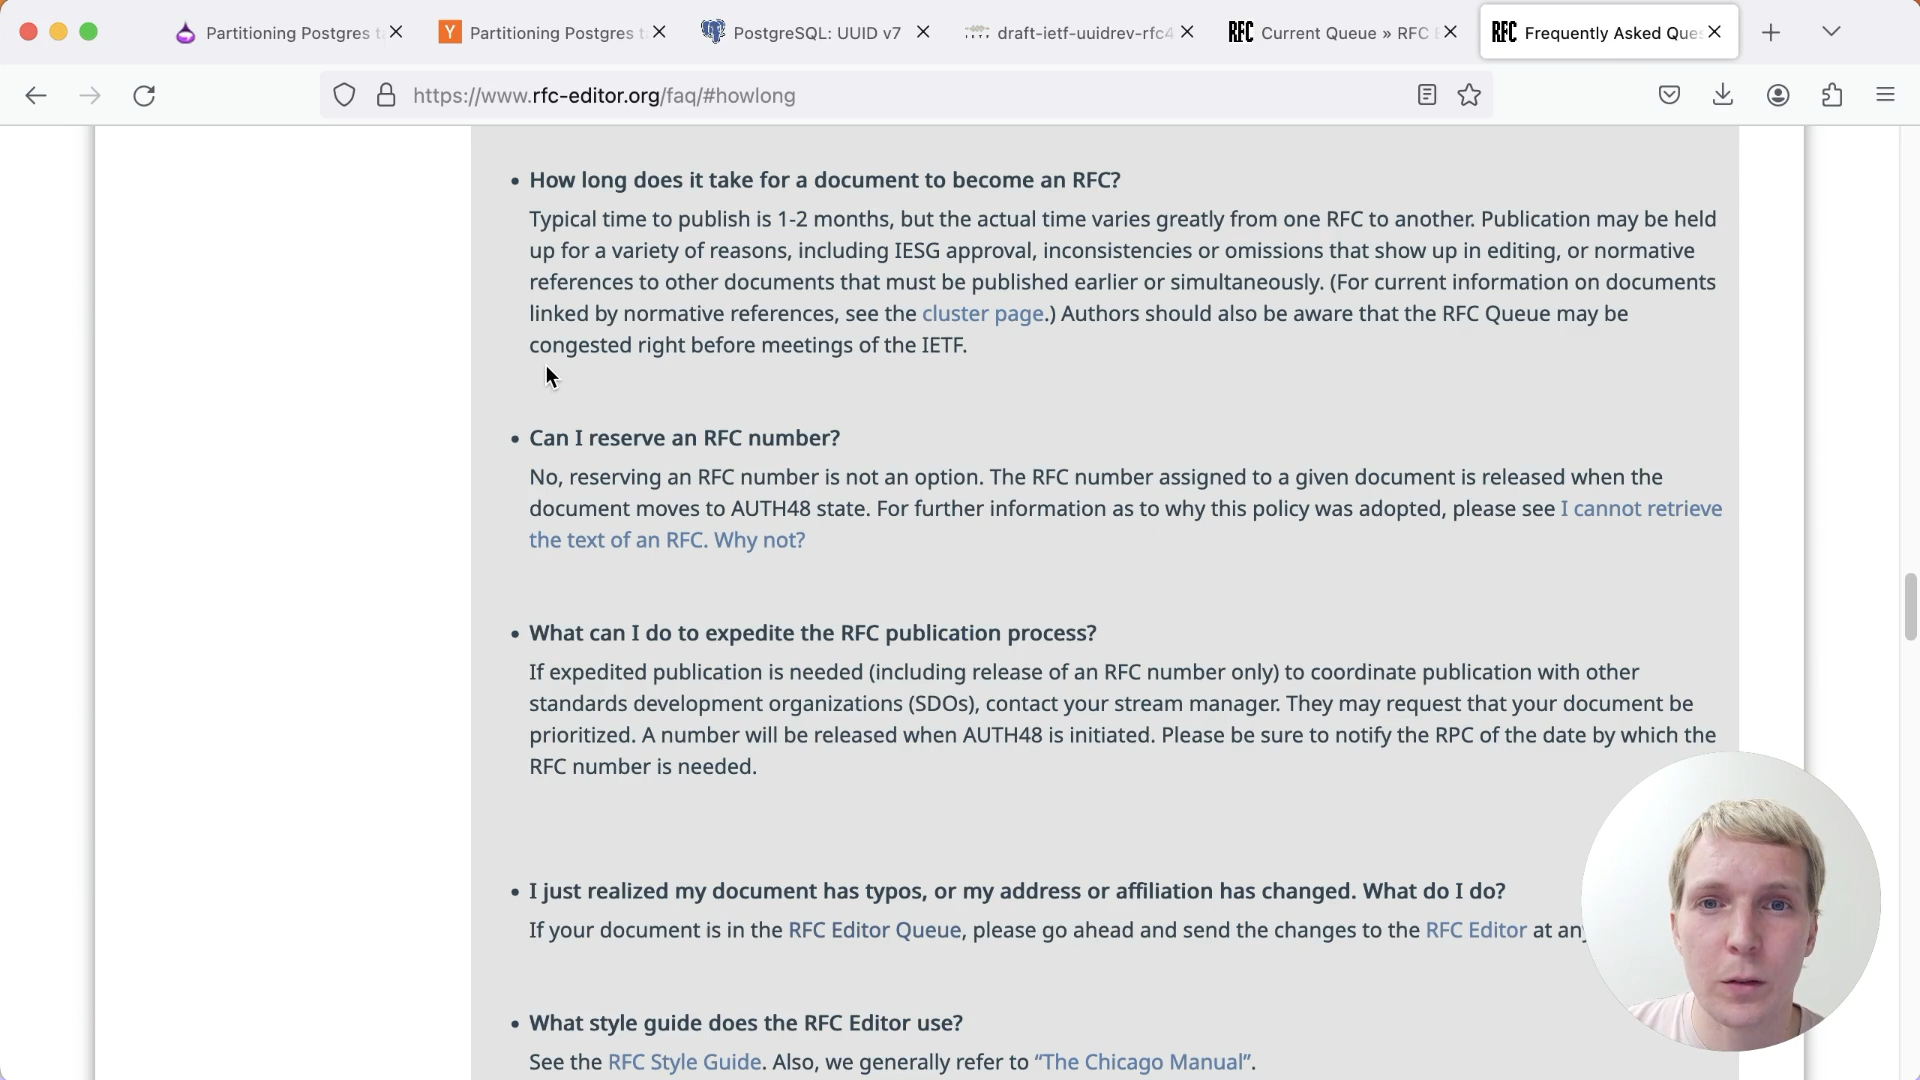 Partitioning Postgres t
Partitioning Postgres t
PostgreSQL: UUID v7
draft-ietf-uuidrev-rfc4
RFC Current Queue » RFC E
RFC Frequently Asked Ques
https://www.rfc-editor.org/faq/#howlong
• How long does it take for a document to become an RFC?
Typical time to publish is 1-2 months, but the actual time varies greatly from one RFC to another. Publication may be held
up for a variety of reasons, including IESG approval, inconsistencies or omissions that show up in editing, or normative
references to other documents that must be published earlier or simultaneously. (For current information on documents
linked by normative references, see the cluster page.) Authors should also be aware that the RFC Queue may be
congested right before meetings of the IETF.
• Can I reserve an RFC number?
No, reserving an RFC number is not an option. The RFC number assigned to a given document is released when the
document moves to AUTH48 state. For further information as to why this policy was adopted, please see I cannot retrieve
the text of an RFC. Why not?
• What can I do to expedite the RFC publication process?
If expedited publication is needed (including release of an RFC number only) to coordinate publication with other
standards development organizations (SDOs), contact your stream manager. They may request that your document be
prioritized. A number will be released when AUTH48 is initiated. Please be sure to notify the RPC of the date by which the
RFC number is needed.
• I just realized my document has typos, or my address or affiliation has changed. What do I do?
If your document is in the RFC Editor Queue, please go ahead and send the changes to the RFC Editor at any
• What style guide does the RFC Editor use?
See the RFC Style Guide. Also, we generally refer to “The Chicago Manual”.